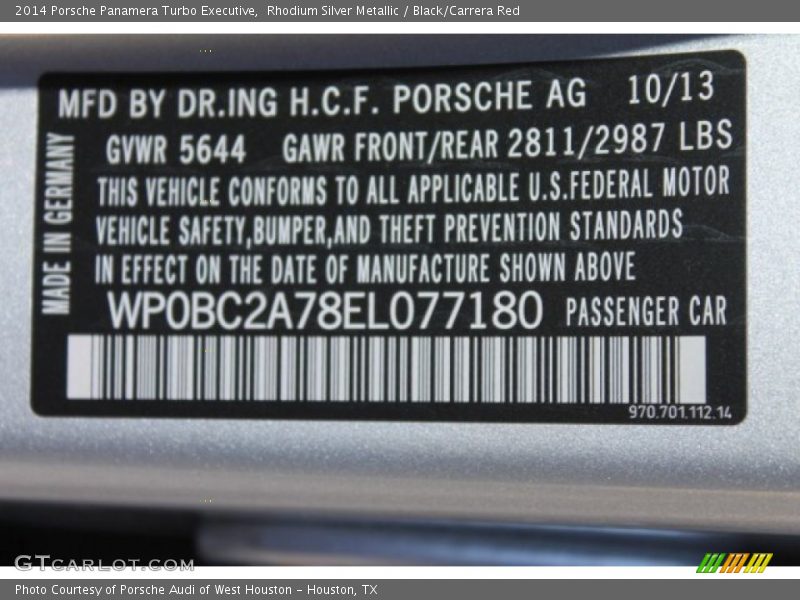 2014 Porsche Panamera Turbo Executive,  Rhodium Silver Metallic / Black/Carrera Red
MFD BY DR.ING H.C.F. PORSCHE AG 10/13
GVWR 5644 GAWR FRONT/REAR 2811/2987 LBS
THIS VEHICLE CONFORMS TO ALL APPLICABLE U.S.FEDERAL MOTOR
VEHICLE SAFETY,BUMPER,AND THEFT PREVENTION STANDARDS
IN EFFECT ON THE DATE OF MANUFACTURE SHOWN ABOVE
MADE IN GERMANY
WP0BC2A78EL077180 PASSENGER CAR
970.701.112.14
GTCARLOT.COM
Photo Courtesy of Porsche Audi of West Houston - Houston, TX